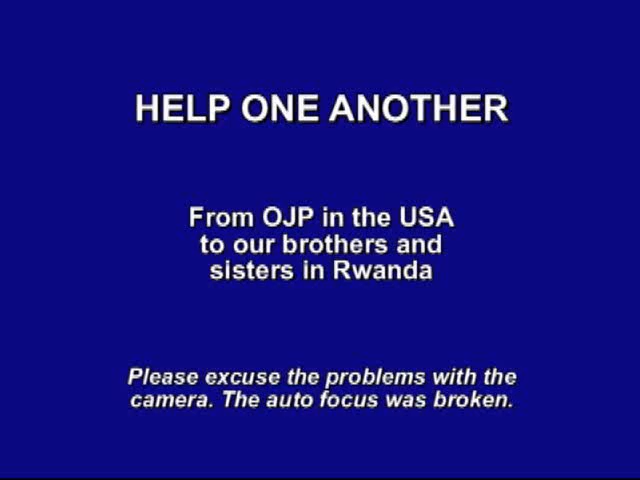 HELP ONE ANOTHER
From OJP in the USA
to our brothers and
sisters in Rwanda
Please excuse the problems with the
camera. The auto focus was broken.